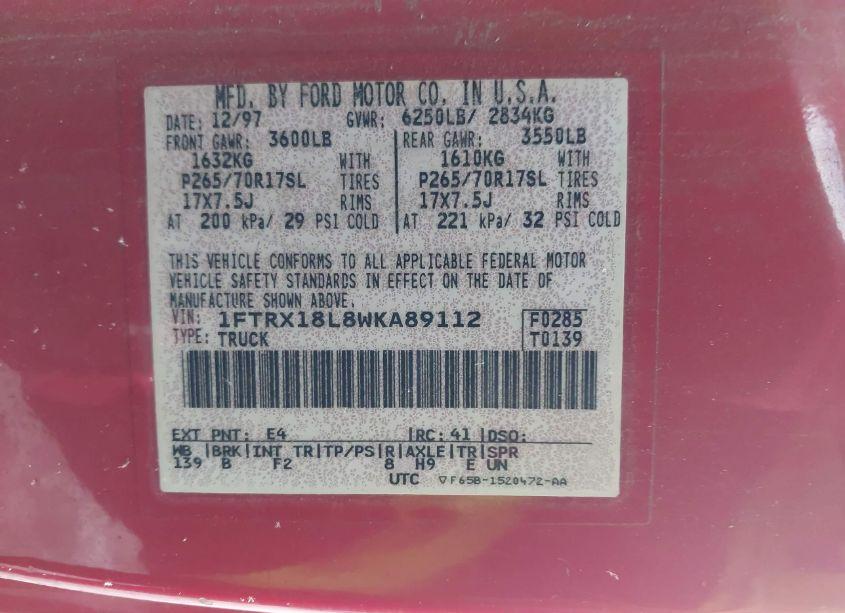 MFD. BY FORD MOTOR CO. IN U.S.A.
DATE: 12/97 GVWR: 6250LB/ 2834KG
FRONT GAWR: 3600LB REAR GAWR: 3550LB
1632KG WITH 1610KG WITH
P265/70R17SL TIRES P265/70R17SL TIRES
17X7.5J RIMS 17X7.5J RIMS
AT 200 kPa/ 29 PSI COLD AT 221 kPa/ 32 PSI COLD
THIS VEHICLE CONFORMS TO ALL APPLICABLE FEDERAL MOTOR
VEHICLE SAFETY STANDARDS IN EFFECT ON THE DATE OF
MANUFACTURE SHOWN ABOVE.
VIN: 1FTRX18L8WKA89112 F0285
TYPE: TRUCK T0139
EXT PNT: E4 RC: 41 DSO:
WB BRK INT TR TP/PS R AXLE TR SPR
139 B F2 8 H9 E UN
UTC ▽F65B-1520472-AA